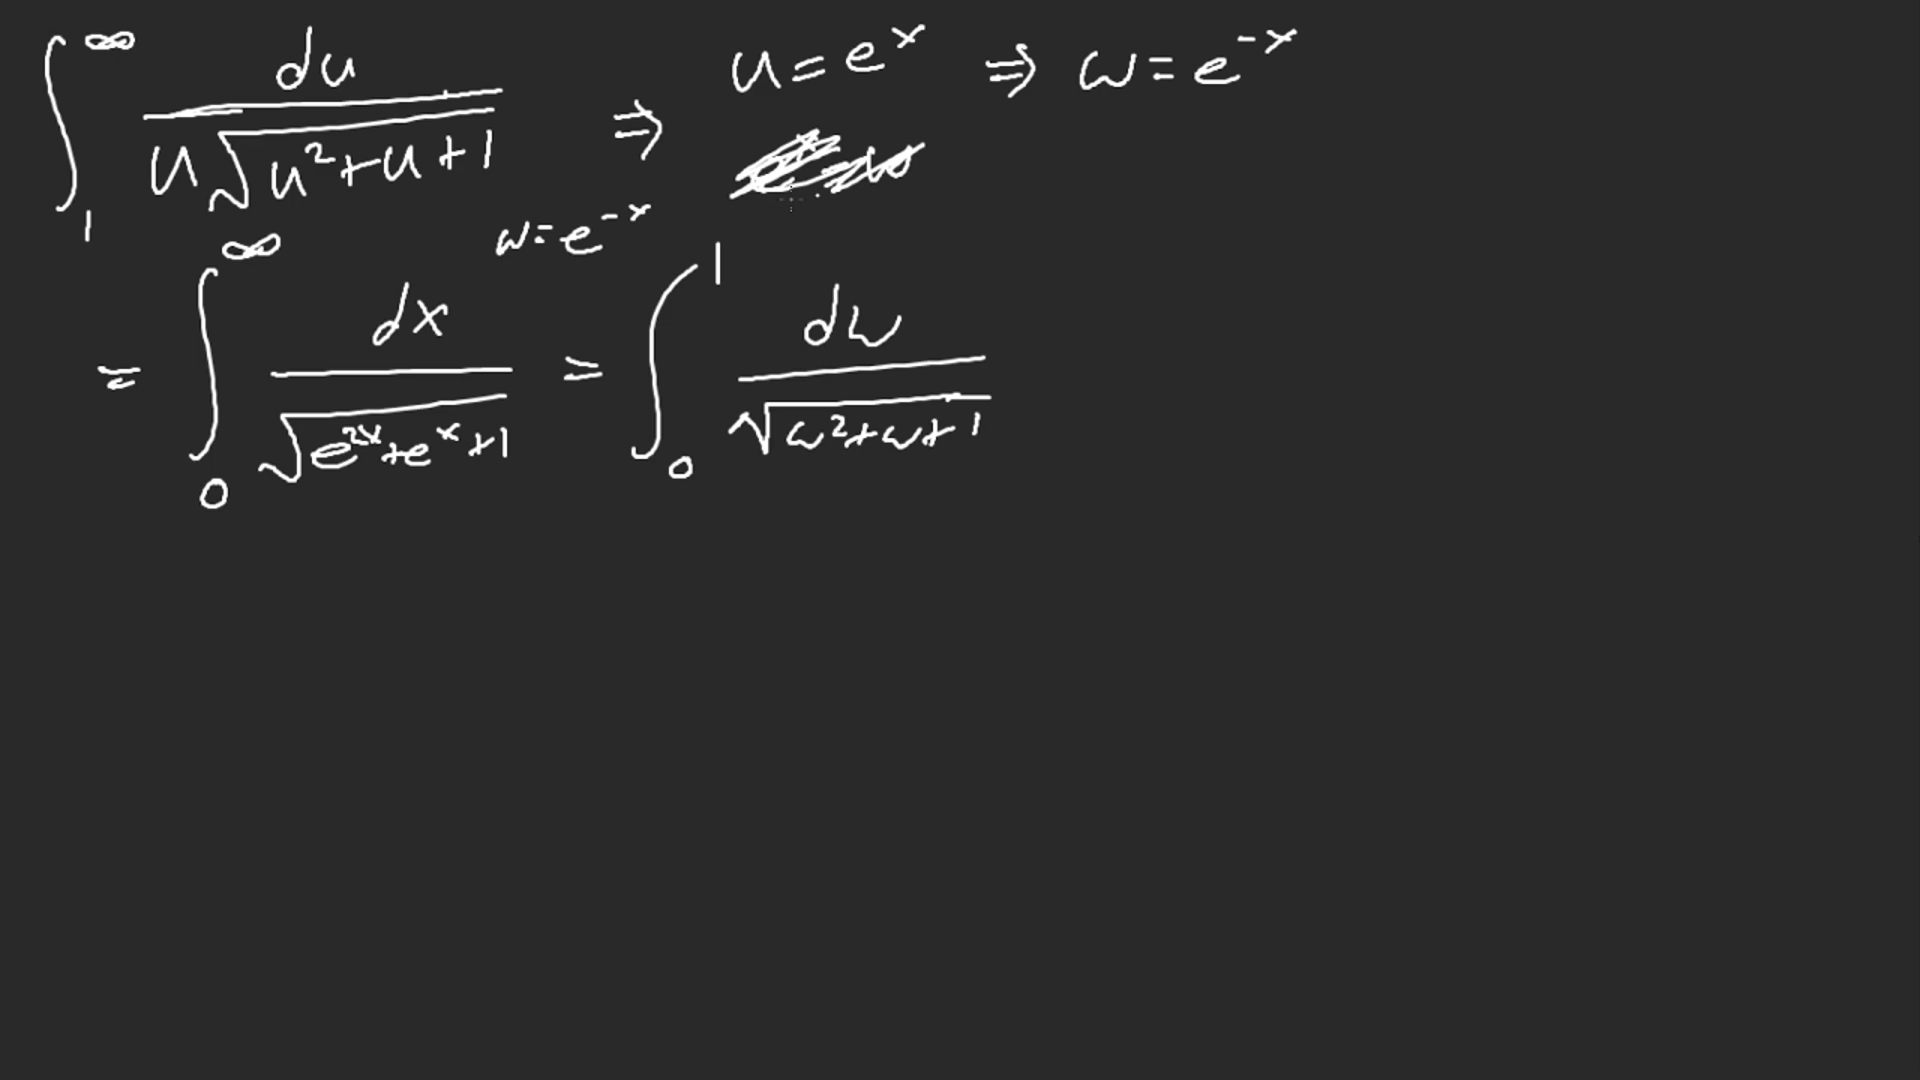 ∫₁^∞ du / (u√(u²+u+1)) ⇒ u = e^x ⇒ w = e^-x
w = e^-x
= ∫₀^∞ dx / √(e^2x+e^x+1) = ∫₀^1 dw / √(w²+w+1)